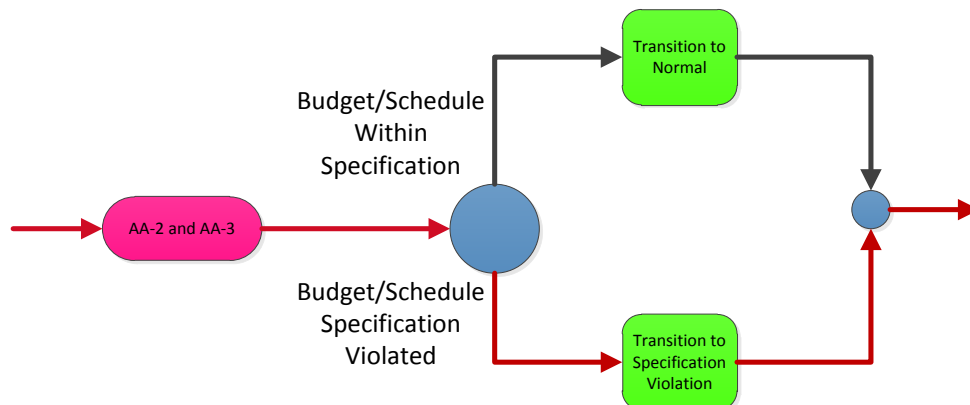 Transition to
Normal
Budget/Schedule
Within
Specification
AA-2 and AA-3
Budget/Schedule
Specification
Violated
Transition to
Specification
Violation